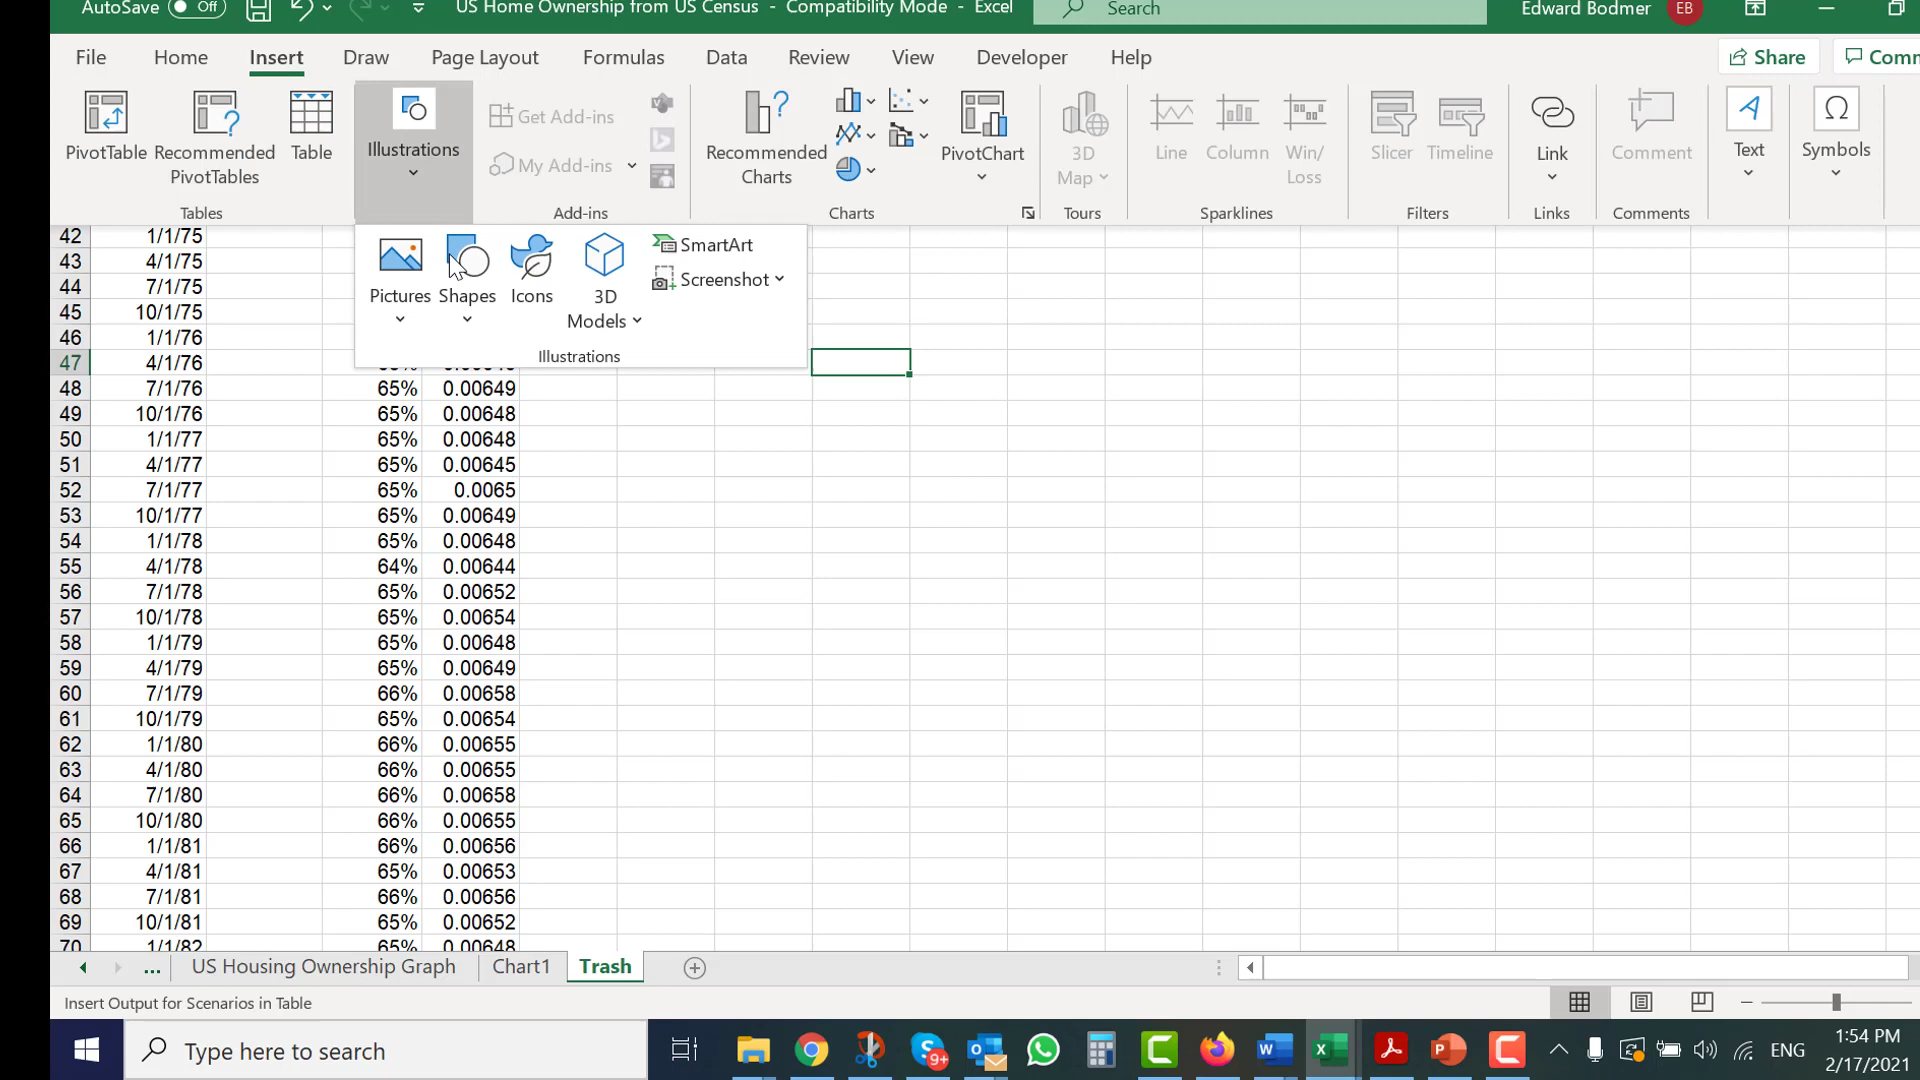 AutoSave Off US Home Ownership from US Census - Compatibility Mode - Excel Search Edward Bodmer EB
File Home Insert Draw Page Layout Formulas Data Review View Developer Help Share Comm
PivotTable Recommended PivotTables Table Illustrations Get Add-ins My Add-ins Recommended Charts PivotChart 3D Map Line Column Win/Loss Slicer Timeline Link Comment Text Symbols
Tables Add-ins Charts Tours Sparklines Filters Links Comments
Pictures Shapes Icons 3D Models SmartArt
Screenshot
Illustrations
42 1/1/75
43 4/1/75
44 7/1/75
45 10/1/75
46 1/1/76
47 4/1/76
48 7/1/76 65% 0.00649
49 10/1/76 65% 0.00648
50 1/1/77 65% 0.00648
51 4/1/77 65% 0.00645
52 7/1/77 65% 0.0065
53 10/1/77 65% 0.00649
54 1/1/78 65% 0.00648
55 4/1/78 64% 0.00644
56 7/1/78 65% 0.00652
57 10/1/78 65% 0.00654
58 1/1/79 65% 0.00648
59 4/1/79 65% 0.00649
60 7/1/79 66% 0.00658
61 10/1/79 65% 0.00654
62 1/1/80 66% 0.00655
63 4/1/80 66% 0.00655
64 7/1/80 66% 0.00658
65 10/1/80 66% 0.00655
66 1/1/81 66% 0.00656
67 4/1/81 65% 0.00653
68 7/1/81 66% 0.00656
69 10/1/81 65% 0.00652
70 1/1/82 65% 0.00648
... US Housing Ownership Graph Chart1 Trash
Insert Output for Scenarios in Table
Type here to search 9+ ENG 1:54 PM
2/17/2021